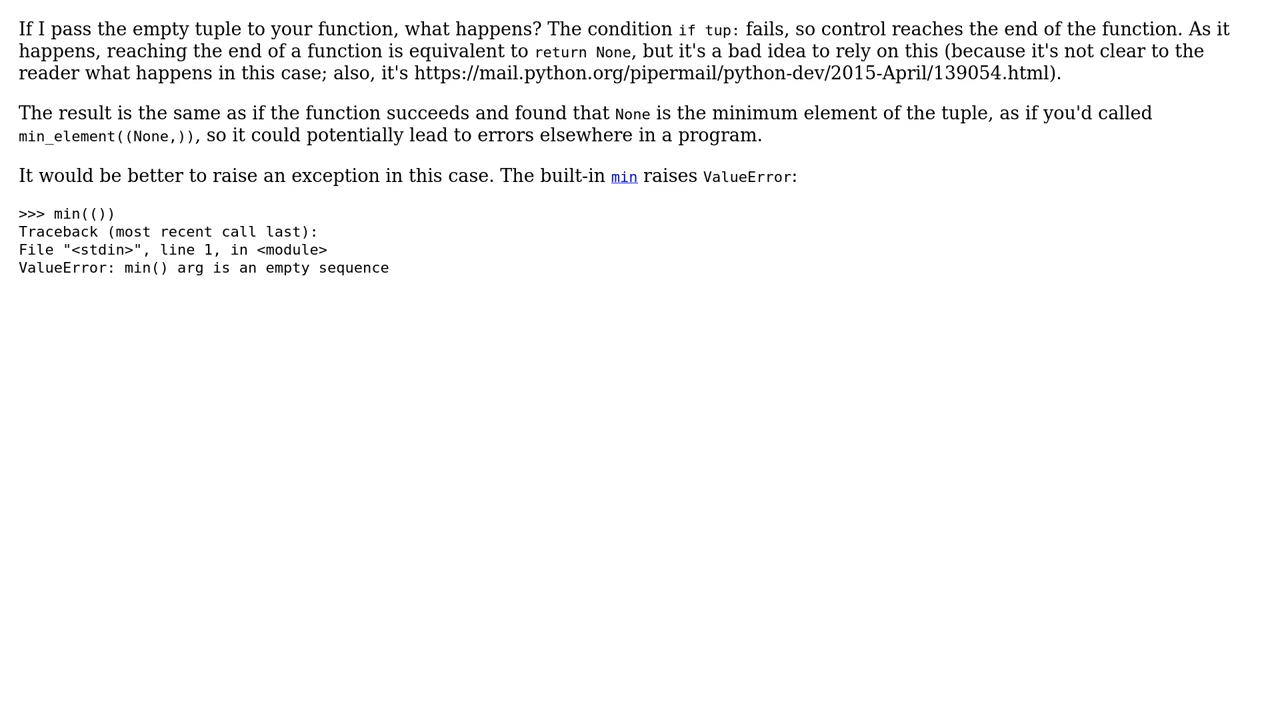 If I pass the empty tuple to your function, what happens? The condition if tup: fails, so control reaches the end of the function. As it
happens, reaching the end of a function is equivalent to return None, but it's a bad idea to rely on this (because it's not clear to the
reader what happens in this case; also, it's https://mail.python.org/pipermail/python-dev/2015-April/139054.html).
The result is the same as if the function succeeds and found that None is the minimum element of the tuple, as if you'd called
min_element((None,)), so it could potentially lead to errors elsewhere in a program.
It would be better to raise an exception in this case. The built-in min raises ValueError:
>>> min(())
Traceback (most recent call last):
File "<stdin>", line 1, in <module>
ValueError: min() arg is an empty sequence